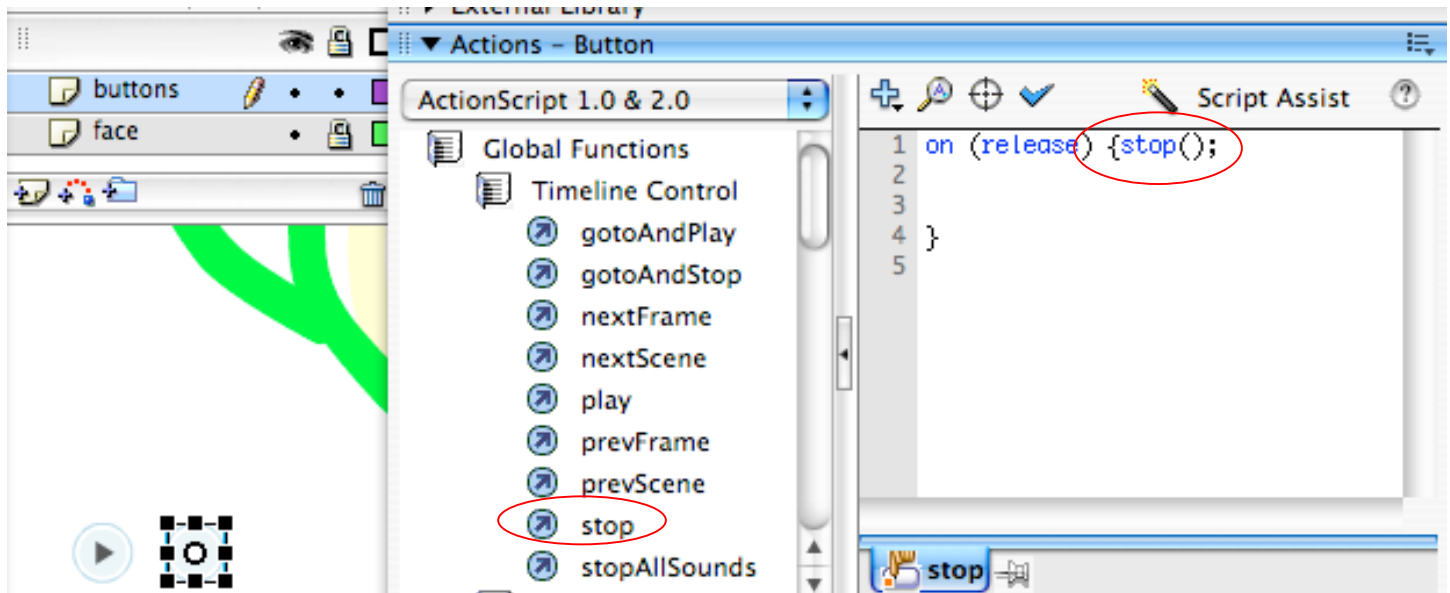 External Library
Actions – Button
buttons
face
ActionScript 1.0 & 2.0
Global Functions
Timeline Control
gotoAndPlay
gotoAndStop
nextFrame
nextScene
play
prevFrame
prevScene
stop
stopAllSounds
Script Assist
1 on (release) {stop();
2
3
4 }
5
stop